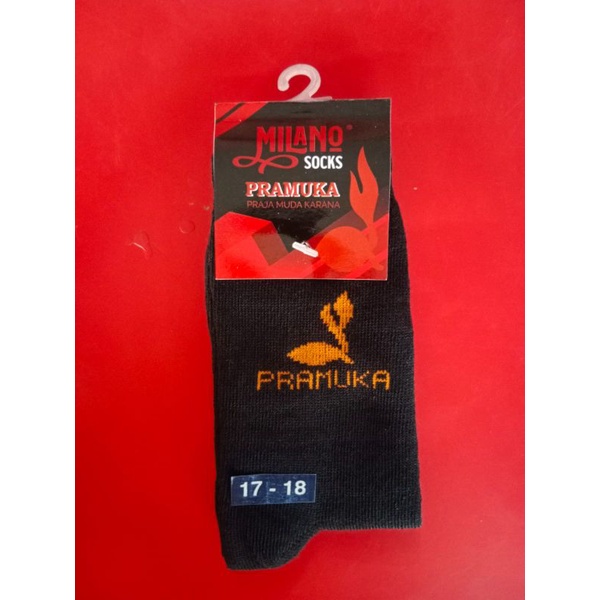 MILANO®
SOCKS
PRAMUKA
PRAJA MUDA KARANA
PRAMUKA
17 - 18